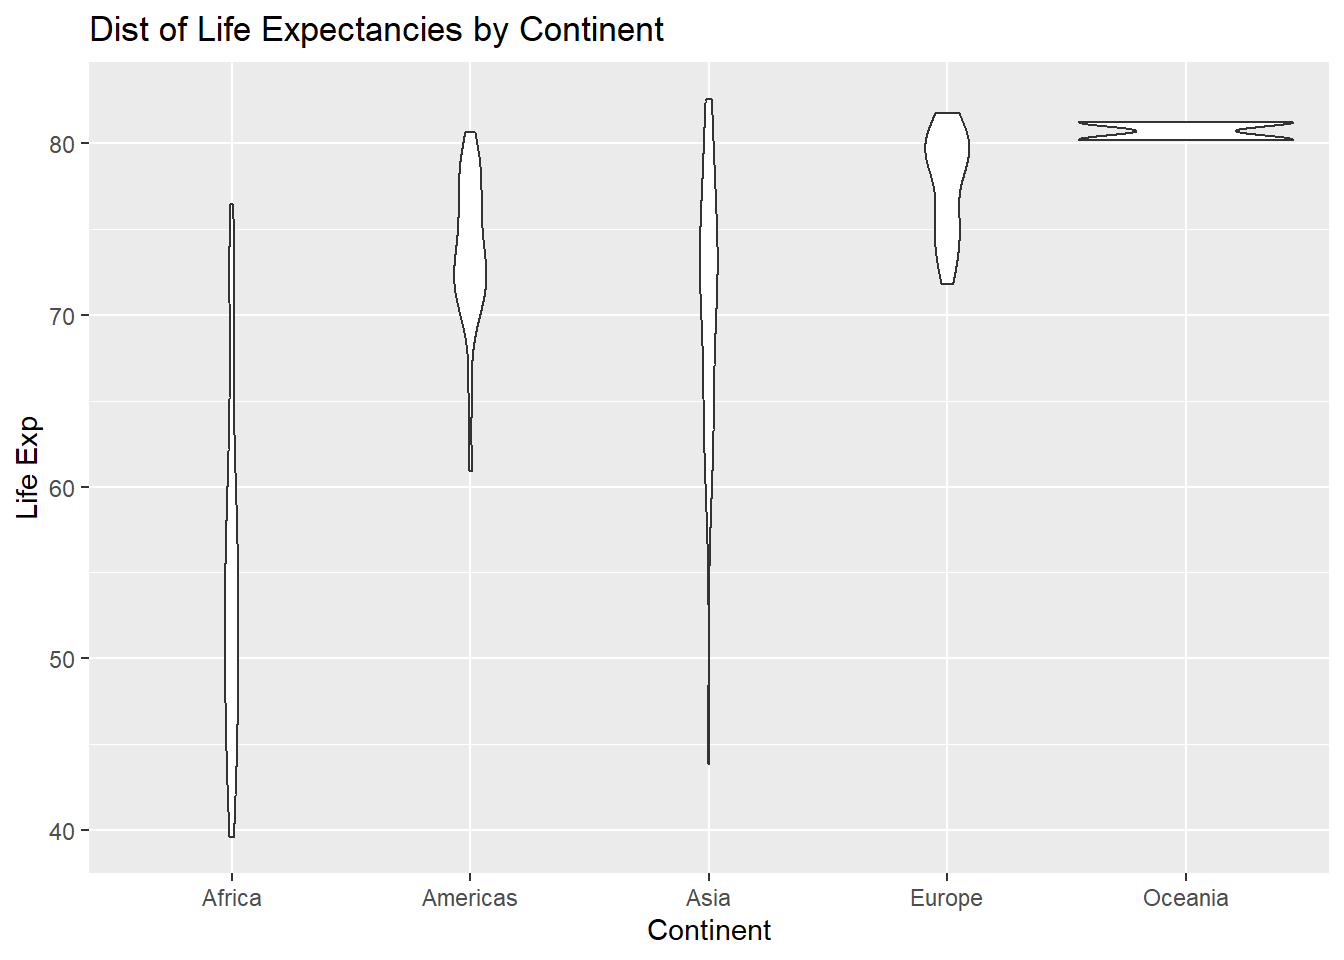 Dist of Life Expectancies by Continent
Life Exp
80
70
60
50
40
Africa Americas Asia Europe Oceania
Continent